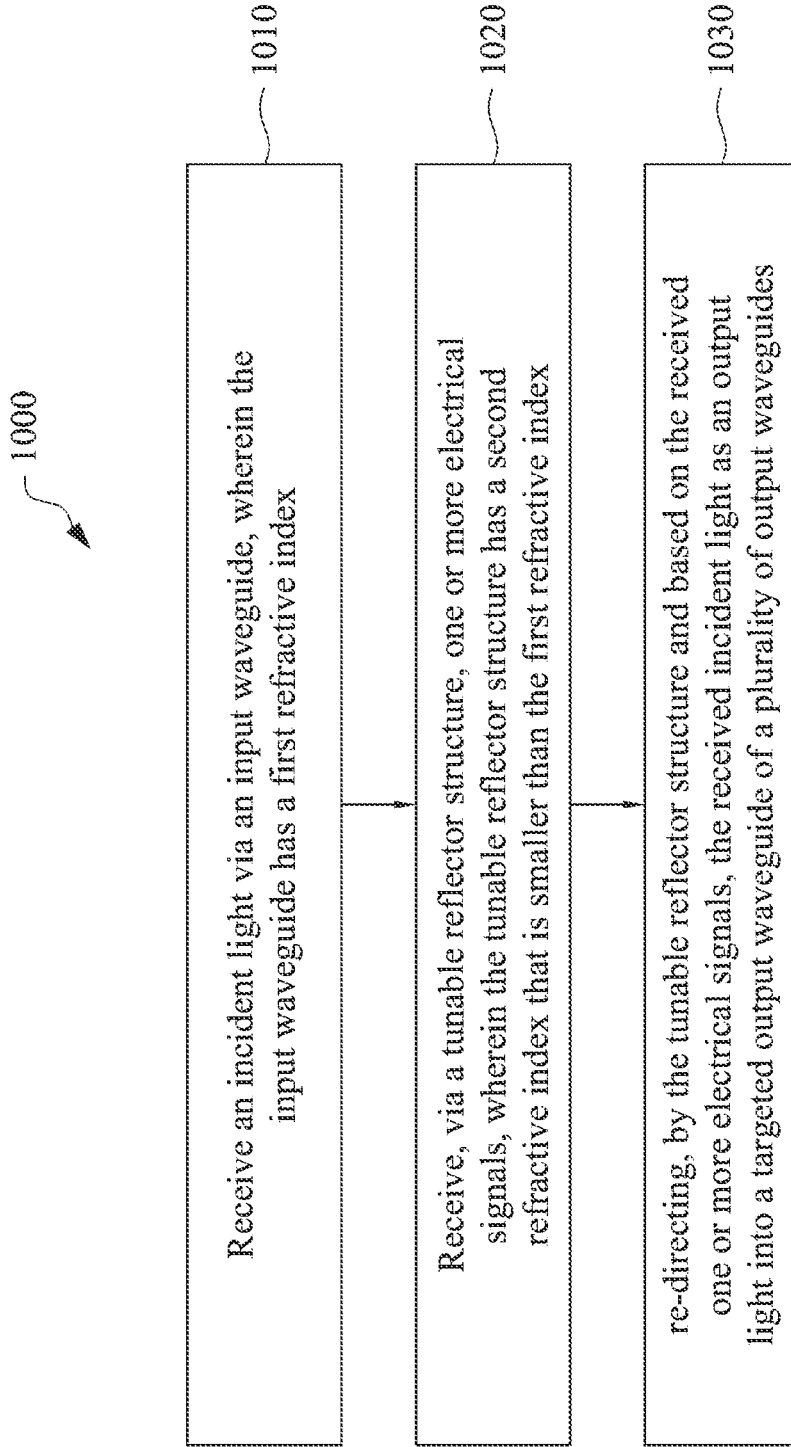 1000
Receive an incident light via an input waveguide, wherein the
input waveguide has a first refractive index
1010
Receive, via a tunable reflector structure, one or more electrical
signals, wherein the tunable reflector structure has a second
refractive index that is smaller than the first refractive index
1020
re-directing, by the tunable reflector structure and based on the received
one or more electrical signals, the received incident light as an output
light into a targeted output waveguide of a plurality of output waveguides
1030